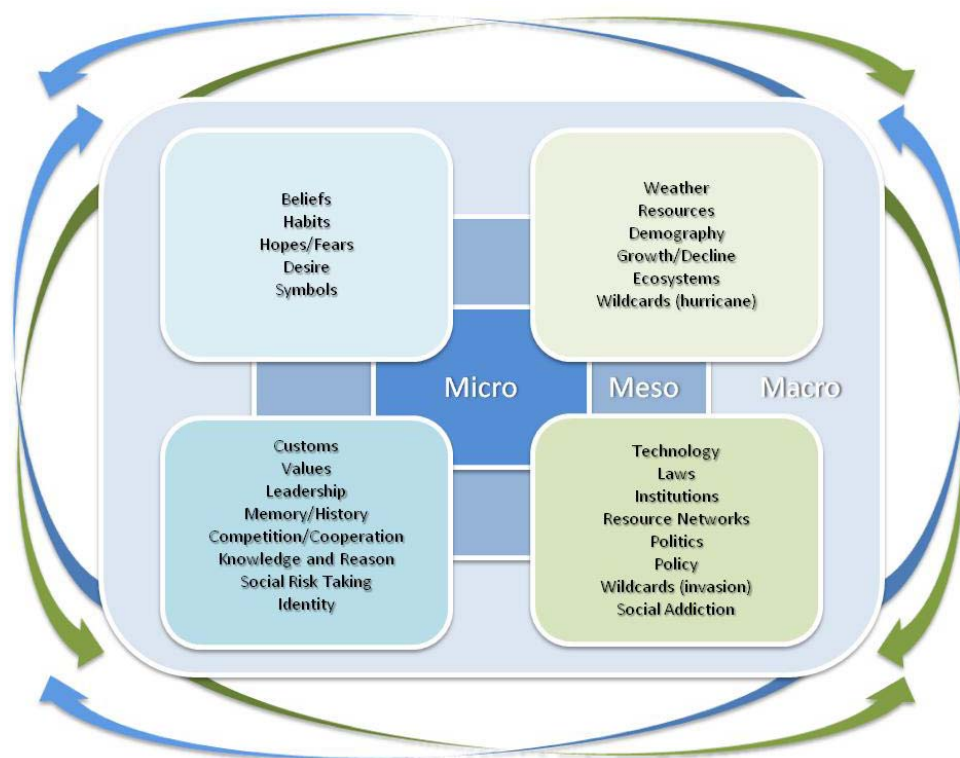 Beliefs
Habits
Hopes/Fears
Desire
Symbols
Weather
Resources
Demography
Growth/Decline
Ecosystems
Wildcards (hurricane)
Micro
Meso
Macro
Customs
Values
Leadership
Memory/History
Competition/Cooperation
Knowledge and Reason
Social Risk Taking
Identity
Technology
Laws
Institutions
Resource Networks
Politics
Policy
Wildcards (invasion)
Social Addiction